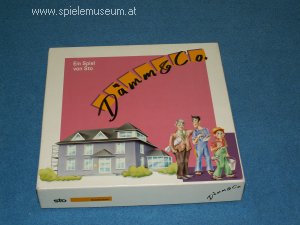 www.spielemuseum.at
Ein Spiel
von Sto
Dämm&Co.
sto
Dämm&Co.